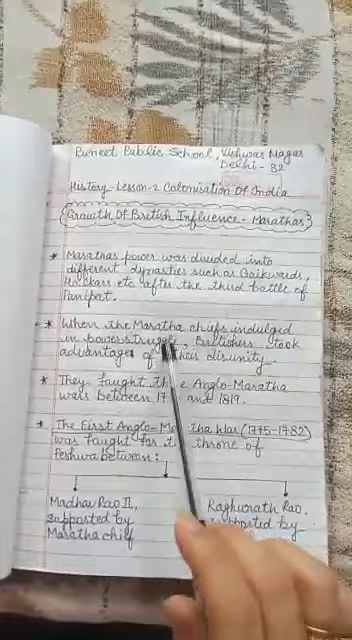 Puneet Public School, Vishwas Nagar
Delhi - 32
History - Lesson-2 Colonisation Of India
Growth Of British Influence - Marathas
* Marathas power was divided into
different dynasties such as Gaikwards,
Holkars etc after the third battle of
Panipat.
* When the Maratha chiefs indulged
in power struggle, Britishers took
advantage of their disunity.
* They fought the Anglo-Maratha
wars between 17 and 1819.
* The First Anglo-Ma tha War (1775-1782)
was fought for t throne of
Peshwa between:
Madhav Rao II,
supported by
Maratha chief
Raghunath Rao.
supported by